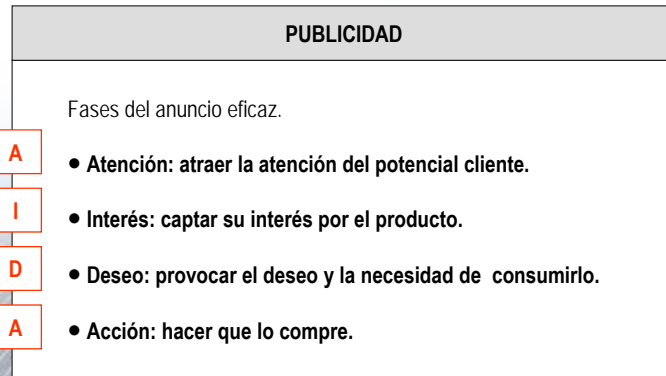 PUBLICIDAD
Fases del anuncio eficaz.
A
• Atención: atraer la atención del potencial cliente.
I
• Interés: captar su interés por el producto.
D
• Deseo: provocar el deseo y la necesidad de consumirlo.
A
• Acción: hacer que lo compre.